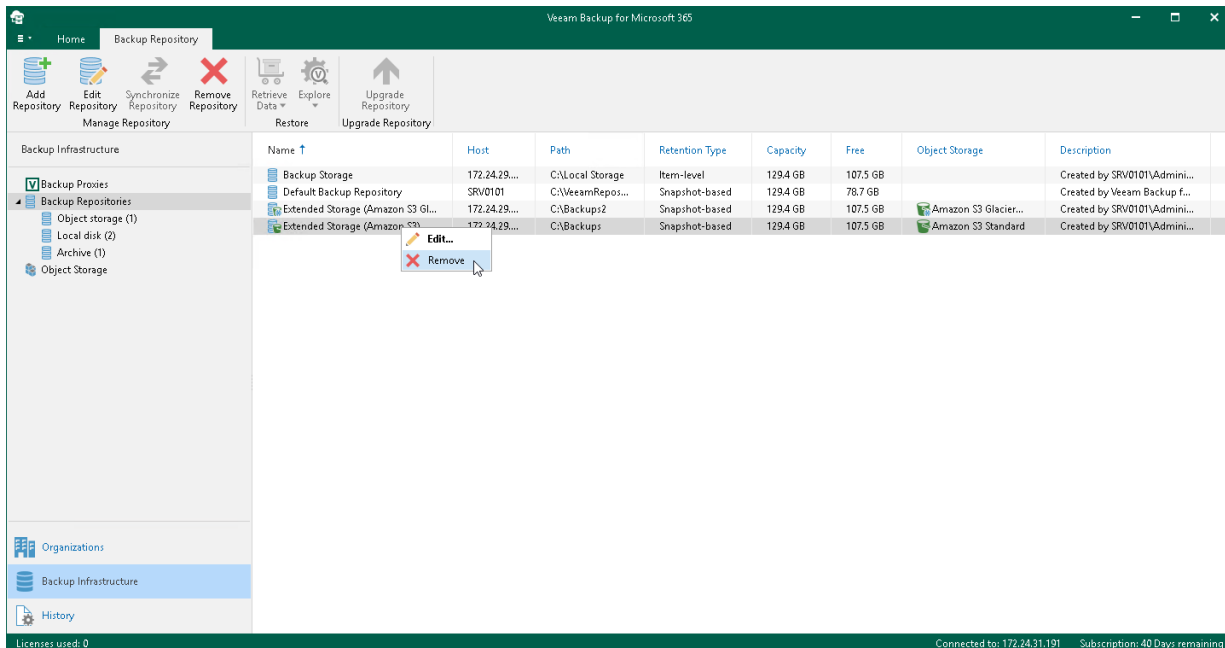 Veeam Backup for Microsoft 365
Home Backup Repository
Add Repository
Edit Repository
Synchronize Repository
Remove Repository
Manage Repository
Retrieve Data
Explore
Restore
Upgrade Repository
Upgrade Repository
Backup Infrastructure
Backup Proxies
Backup Repositories
Object storage (1)
Local disk (2)
Archive (1)
Object Storage
Name Host Path Retention Type Capacity Free Object Storage Description
Backup Storage 172.24.29.... C:\Local Storage Item-level 129.4 GB 107.5 GB Created by SRV0101\Admini...
Default Backup Repository SRV0101 C:\VeeamRepos... Snapshot-based 129.4 GB 78.7 GB Created by Veeam Backup f...
Extended Storage (Amazon S3 Gl... 172.24.29.... C:\Backups2 Snapshot-based 129.4 GB 107.5 GB Amazon S3 Glacier... Created by SRV0101\Admini...
Extended Storage (Amazon S3) 172.24.29.... C:\Backups Snapshot-based 129.4 GB 107.5 GB Amazon S3 Standard Created by SRV0101\Admini...
Edit...
Remove
Organizations
Backup Infrastructure
History
Licenses used: 0
Connected to: 172.24.31.191 Subscription: 40 Days remaining